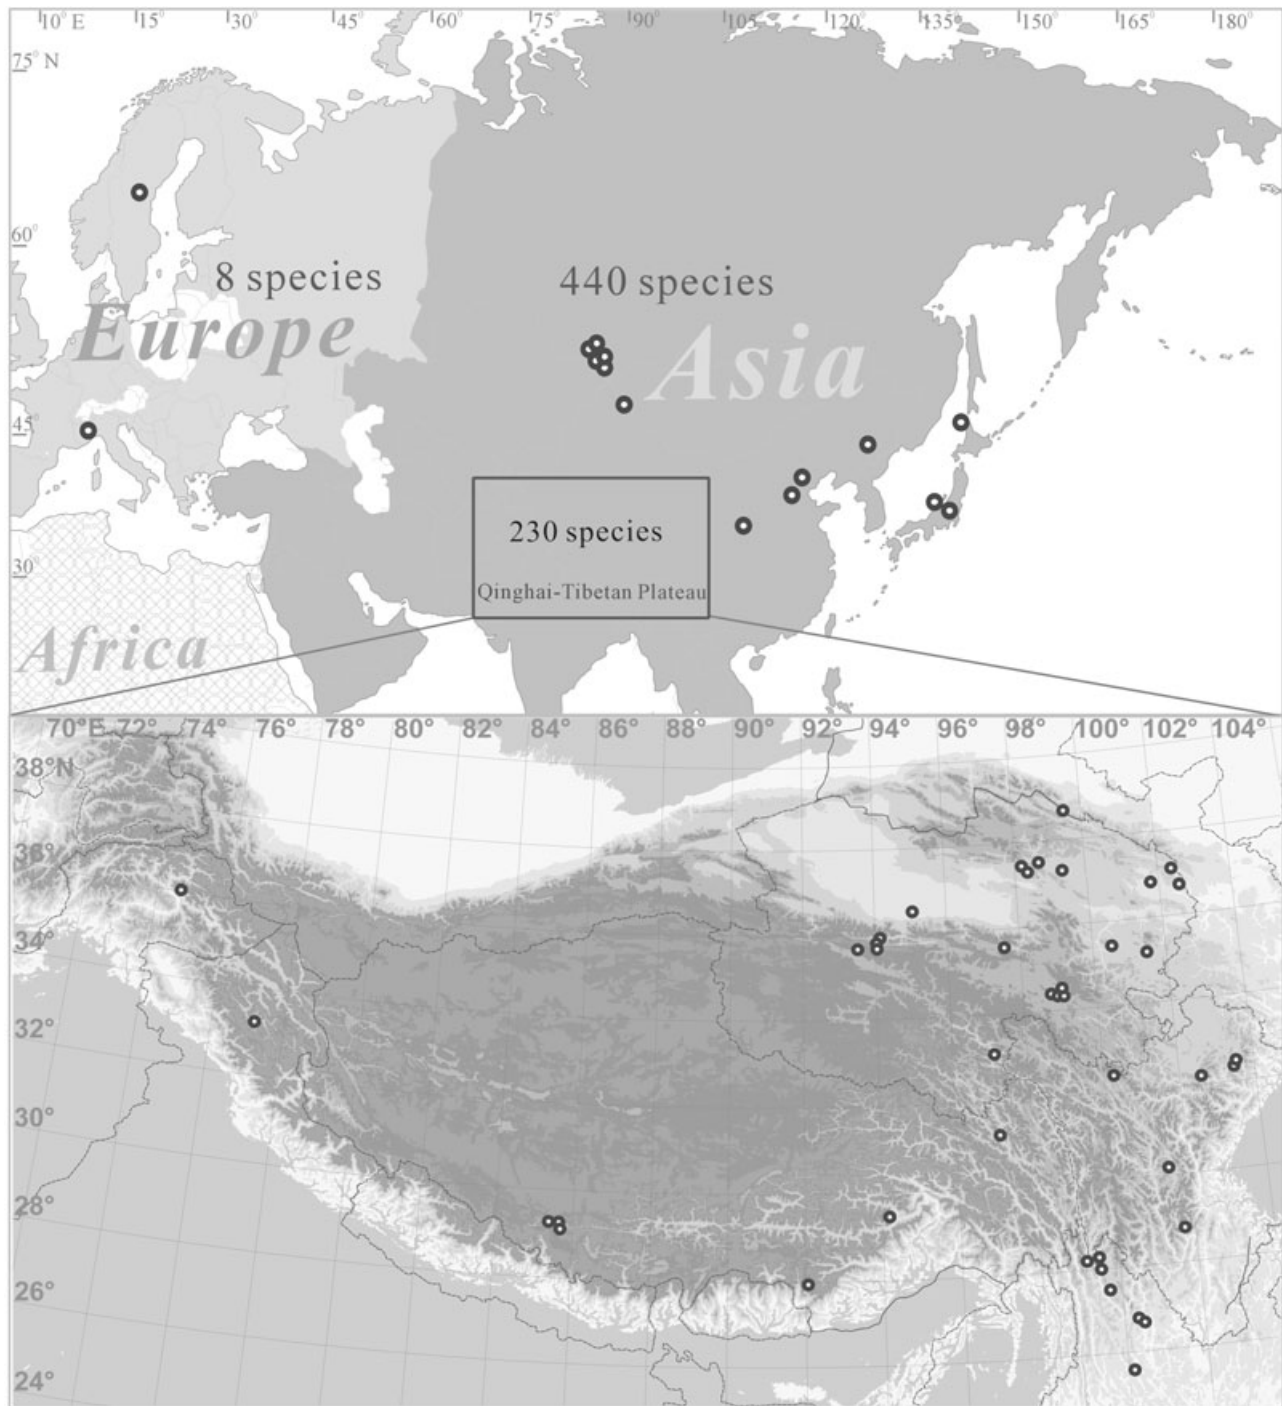 10° E 15° 30° 45° 60° 75° 90° 105° 120° 135° 150° 165° 180°
75° N
60°
8 species
440 species
Europe
Asia
45°
230 species
30°
Qinghai-Tibetan Plateau
Africa
70°E 72° 74° 76° 78° 80° 82° 84° 86° 88° 90° 92° 94° 96° 98° 100° 102° 104°
38°N
36°
34°
32°
30°
28°
26°
24°